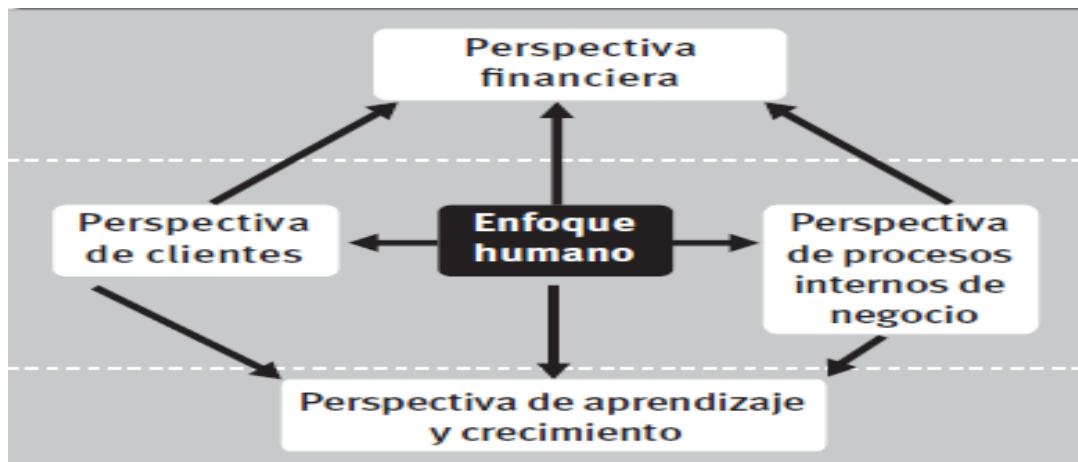 Perspectiva
financiera
Perspectiva
de clientes
Enfoque
humano
Perspectiva
de procesos
internos de
negocio
Perspectiva de aprendizaje
y crecimiento